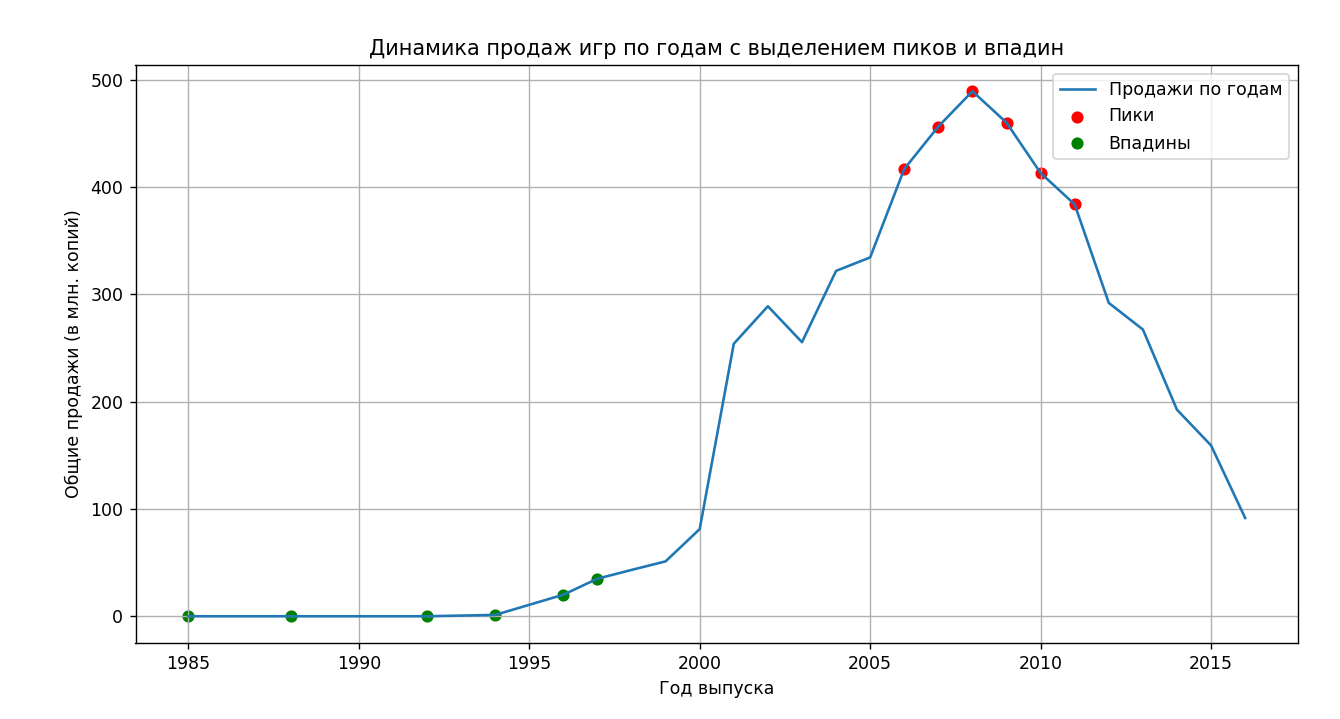 Динамика продаж игр по годам с выделением пиков и впадин
Продажи по годам
Пики
Впадины
Общие продажи (в млн. копий)
500
400
300
200
100
0
1985 1990 1995 2000 2005 2010 2015
Год выпуска